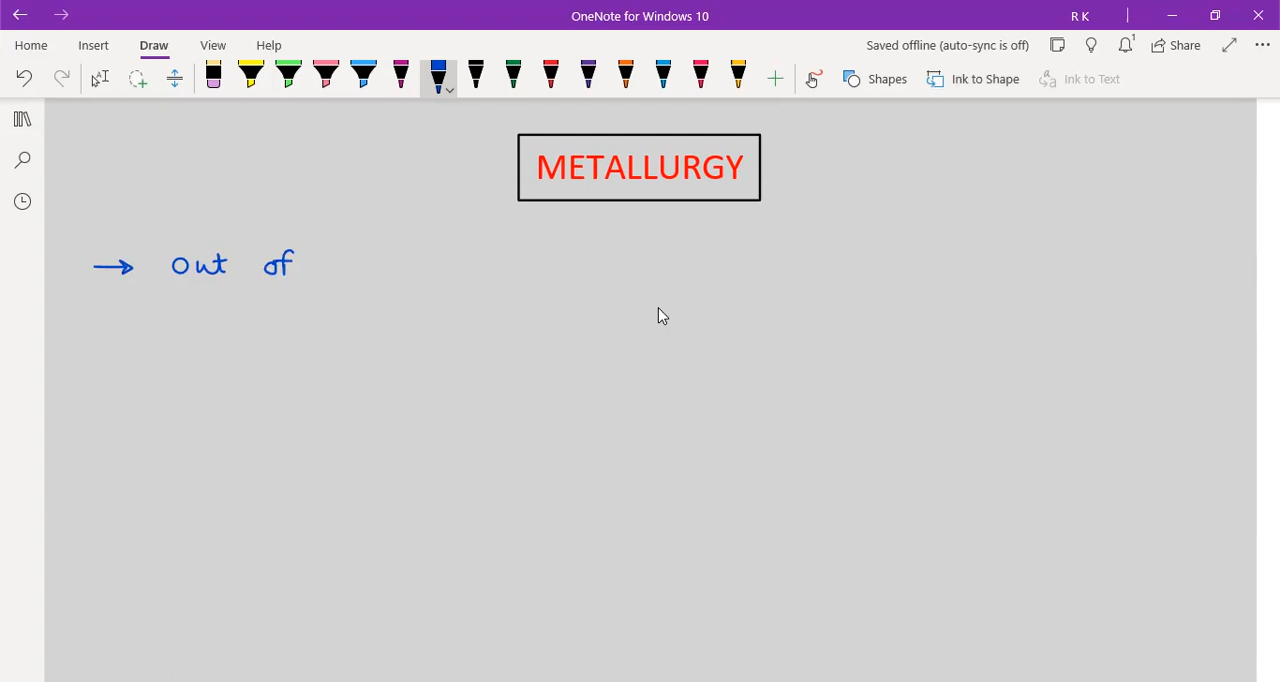 OneNote for Windows 10
R K
Home Insert Draw View Help
Saved offline (auto-sync is off)
1
Share
Shapes
Ink to Shape
Ink to Text
METALLURGY
→ Out of